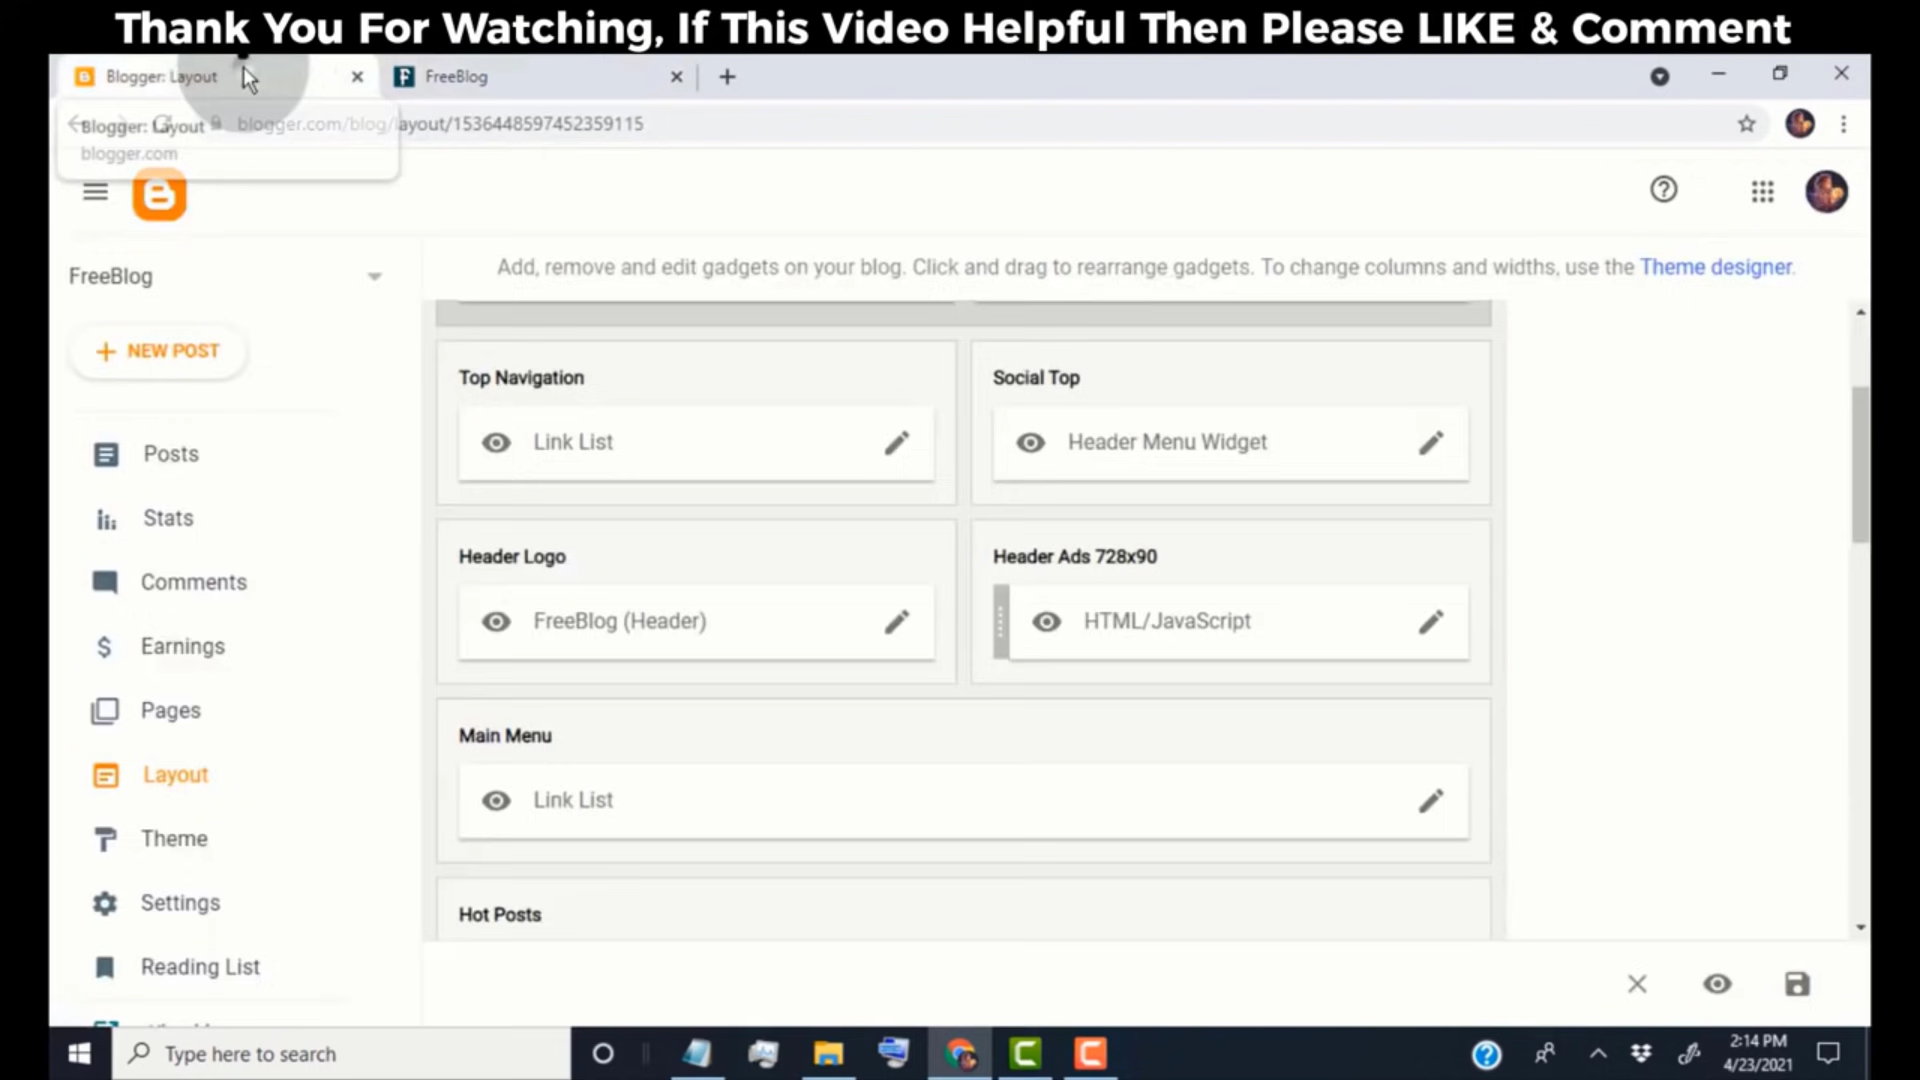 Thank You For Watching, If This Video Helpful Then Please LIKE & Comment
Blogger: Layout
FreeBlog
blogger.com/blog/layout/1536448597452359115
Blogger: Layout
blogger.com
FreeBlog
Add, remove and edit gadgets on your blog. Click and drag to rearrange gadgets. To change columns and widths, use the Theme designer.
NEW POST
Posts
Stats
Comments
Earnings
Pages
Layout
Theme
Settings
Reading List
Top Navigation
Link List
Social Top
Header Menu Widget
Header Logo
FreeBlog (Header)
Header Ads 728x90
HTML/JavaScript
Main Menu
Link List
Hot Posts
Type here to search
2:14 PM
4/23/2021